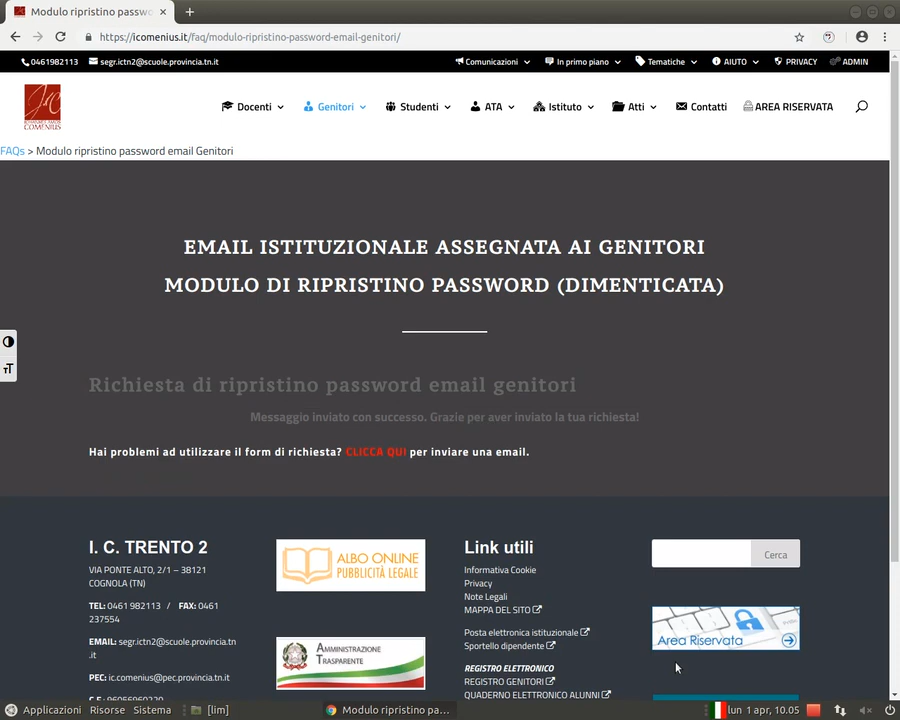 Modulo ripristino passwo
https://icomenius.it/faq/modulo-ripristino-password-email-genitori/
0461982113 segr.ictn2@scuole.provincia.tn.it Comunicazioni In primo piano Tematiche AIUTO PRIVACY ADMIN
COMENIUS Docenti Genitori Studenti ATA Istituto Atti Contatti AREA RISERVATA
FAQs > Modulo ripristino password email Genitori
EMAIL ISTITUZIONALE ASSEGNATA AI GENITORI
MODULO DI RIPRISTINO PASSWORD (DIMENTICATA)
Richiesta di ripristino password email genitori
Messaggio inviato con successo. Grazie per aver inviato la tua richiesta!
Hai problemi ad utilizzare il form di richiesta? CLICCA QUI per inviare una email.
I. C. TRENTO 2
VIA PONTE ALTO, 2/1 – 38121
COGNOLA (TN)
TEL: 0461 982113 / FAX: 0461
237554
EMAIL: segr.ictn2@scuole.provincia.tn
.it
PEC: ic.comenius@pec.provincia.tn.it
ALBO ONLINE
PUBBLICITÀ LEGALE
AMMINISTRAZIONE
TRASPARENTE
Link utili
Informativa Cookie
Privacy
Note Legali
MAPPA DEL SITO
Posta elettronica istituzionale
Sportello dipendente
REGISTRO ELETTRONICO
REGISTRO GENITORI
QUADERNO ELETTRONICO ALUNNI
Cerca
Area Riservata
Applicazioni Risorse Sistema [lim] Modulo ripristino pa... lun 1 apr, 10.05